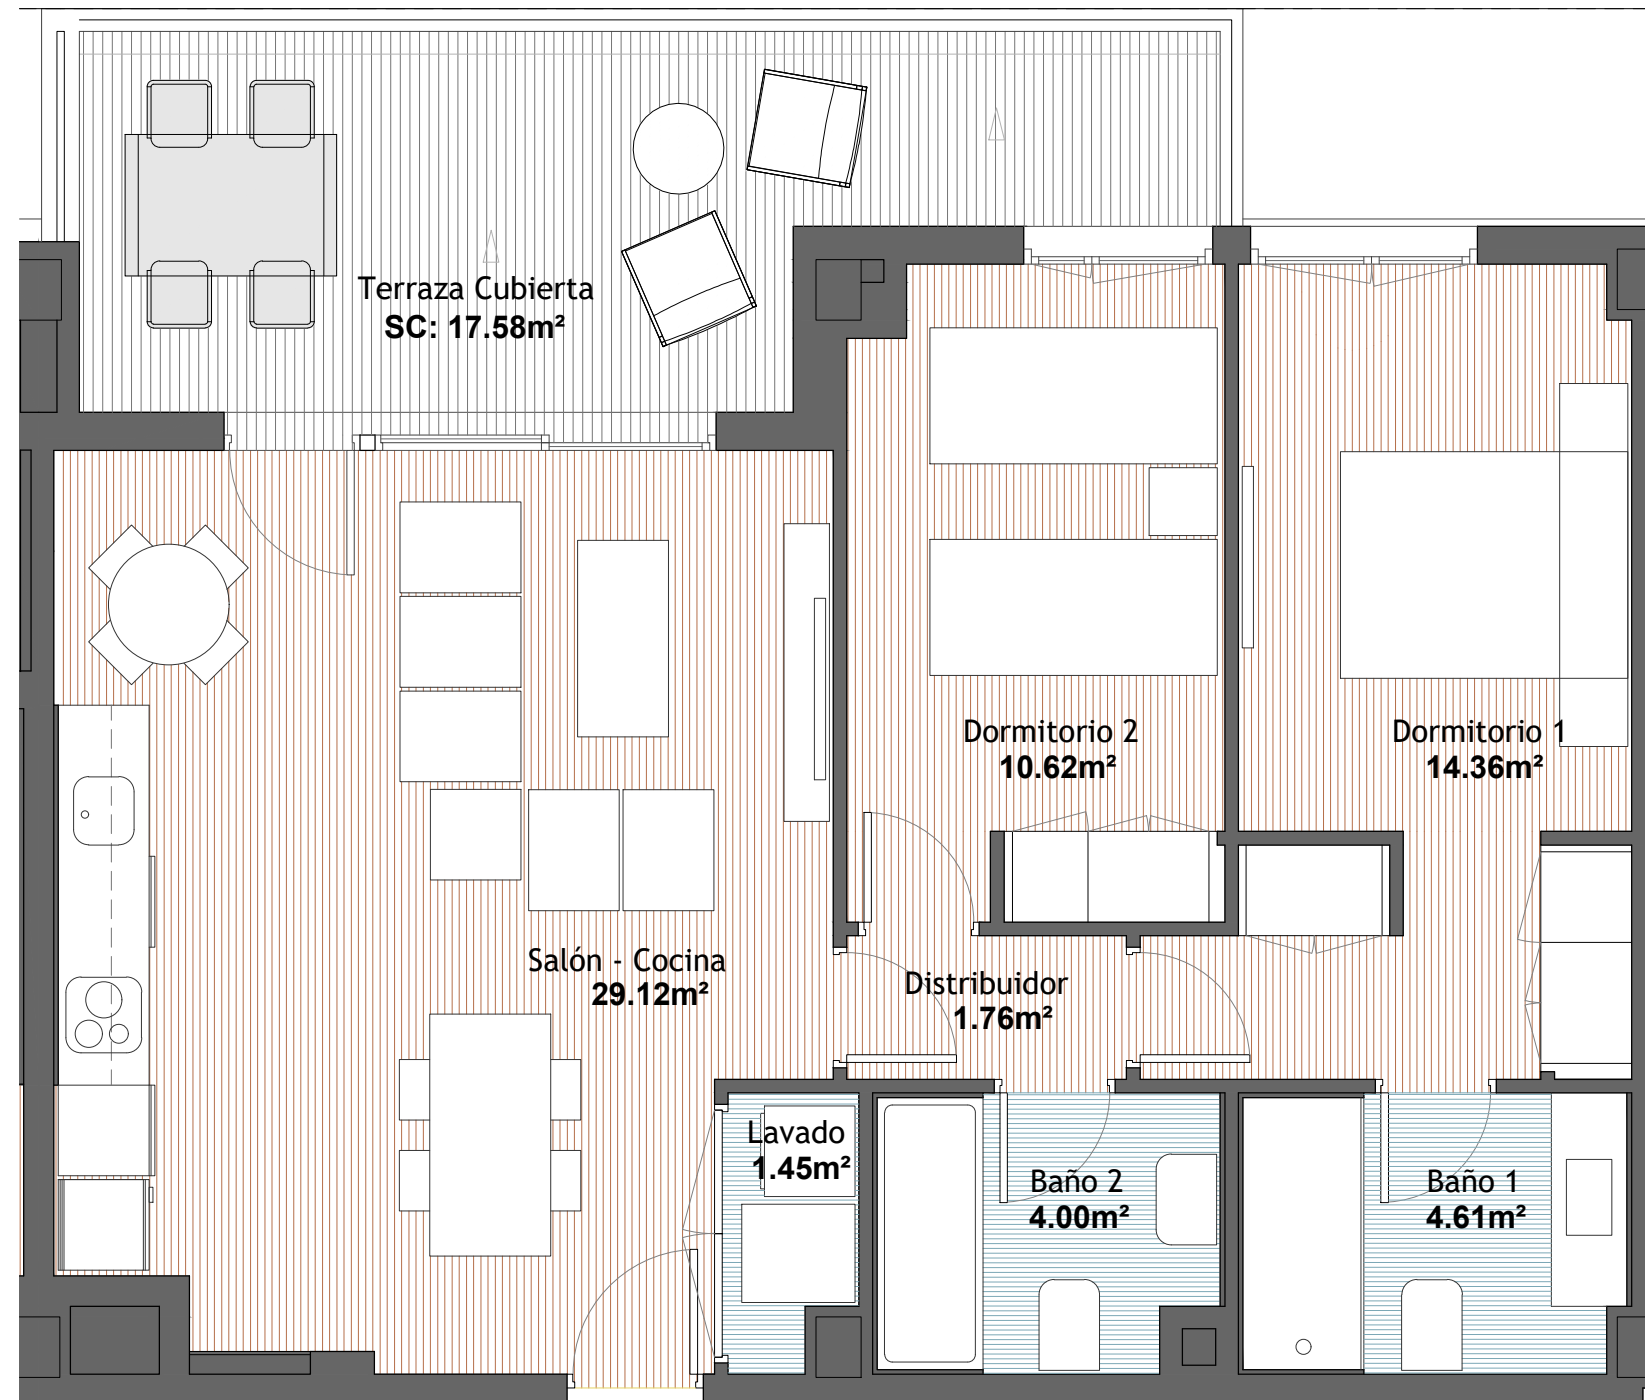 Terraza Cubierta
SC: 17.58m²
Dormitorio 2
10.62m²
Dormitorio 1
14.36m²
Salón - Cocina
29.12m²
Distribuidor
1.76m²
Lavado
1.45m²
Baño 2
4.00m²
Baño 1
4.61m²